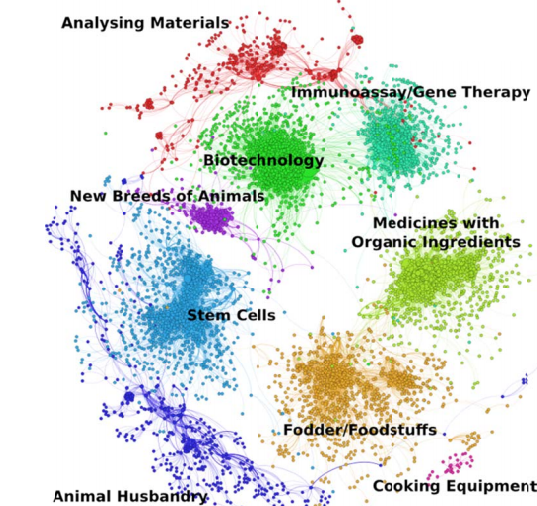 Analysing Materials
Immunoassay/Gene Therapy
Biotechnology
New Breeds of Animals
Medicines with
Organic Ingredients
Stem Cells
Fodder/Foodstuffs
Cooking Equipment
Animal Husbandry